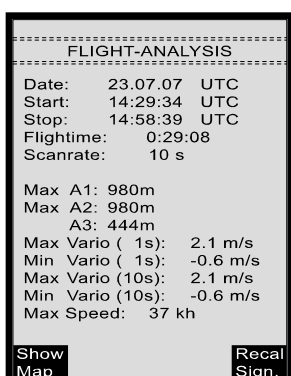 FLIGHT-ANALYSIS
Date: 23.07.07 UTC
Start: 14:29:34 UTC
Stop: 14:58:39 UTC
Flightime: 0:29:08
Scanrate: 10 s
Max A1: 980m
Max A2: 980m
A3: 444m
Max Vario ( 1s): 2.1 m/s
Min Vario ( 1s): -0.6 m/s
Max Vario (10s): 2.1 m/s
Min Vario (10s): -0.6 m/s
Max Speed: 37 kh
Show Recal
Map Sign.